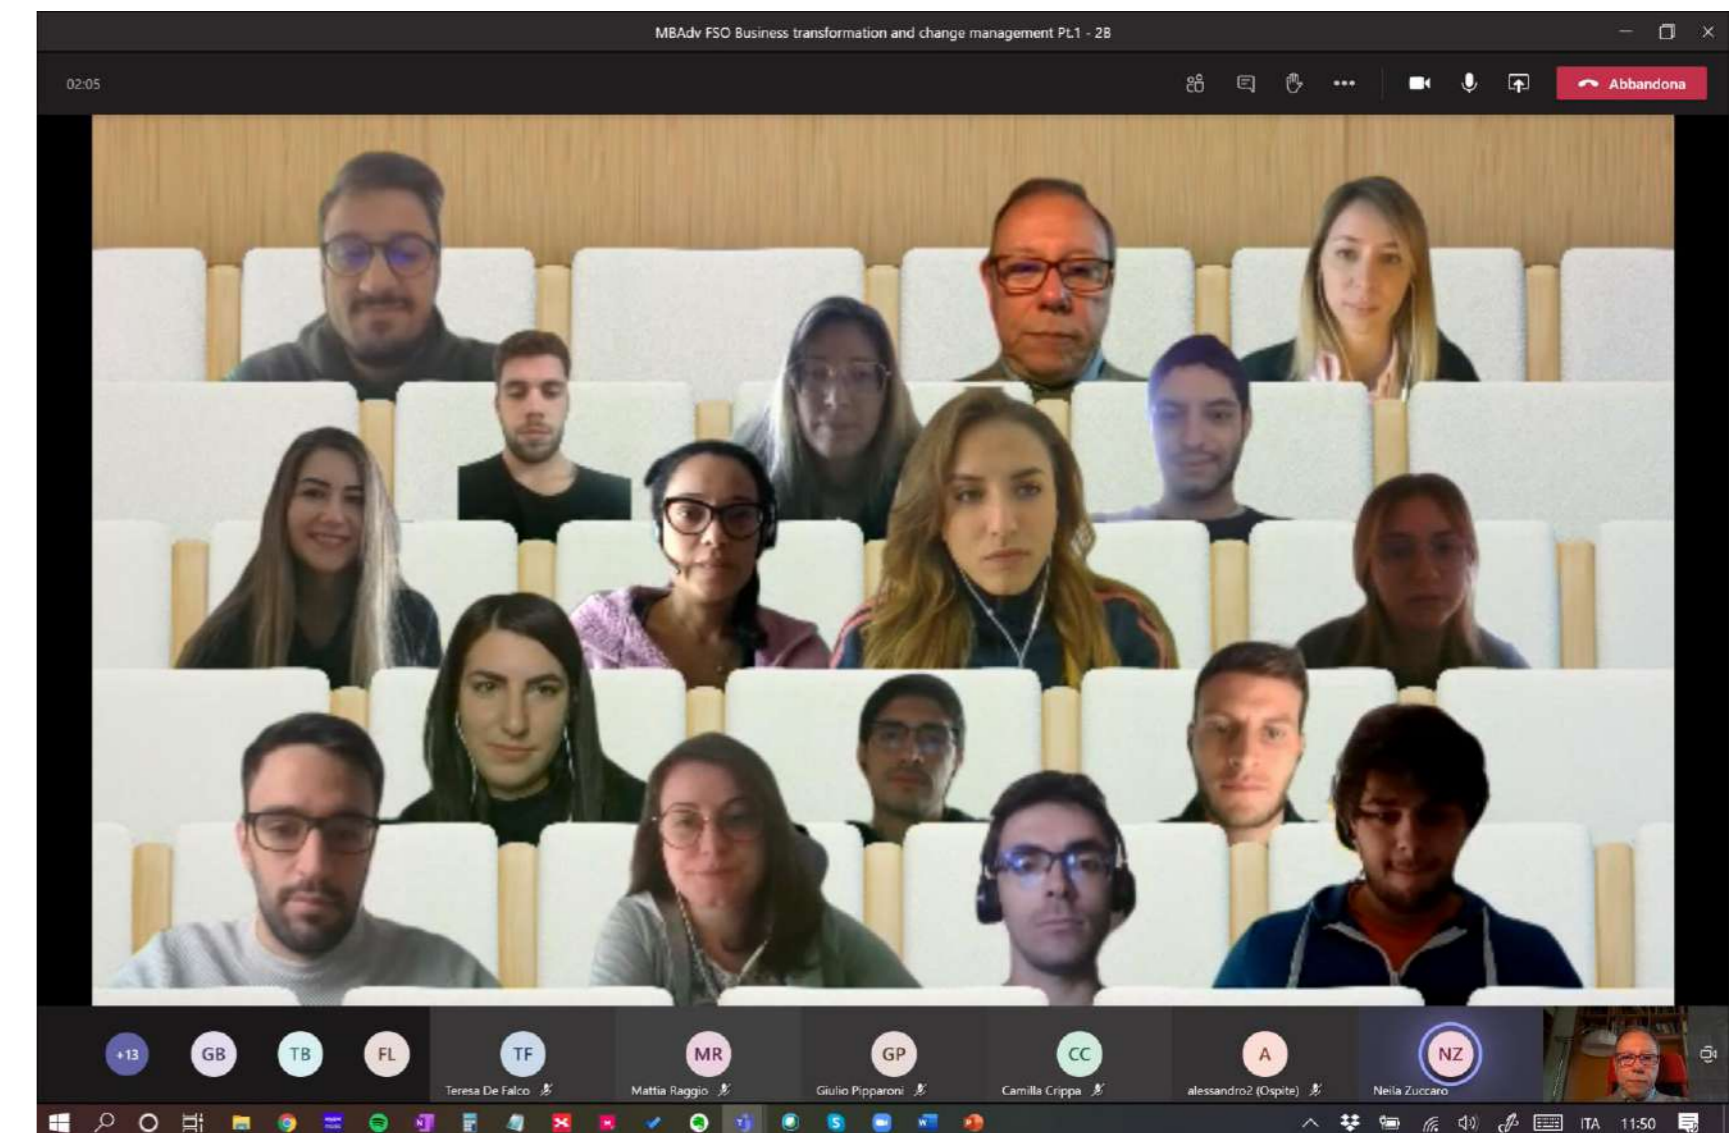 MBAdv FSO Business transformation and change management Pt.1 - 2B
02:05
Abbandona
+13
GB
TB
FL
TF
MR
GP
CC
A
NZ
Teresa De Falco
Mattia Raggio
Giulio Pipparoni
Camilla Crippa
alessandro2 (Ospite)
Neila Zuccaro
ITA
11:50